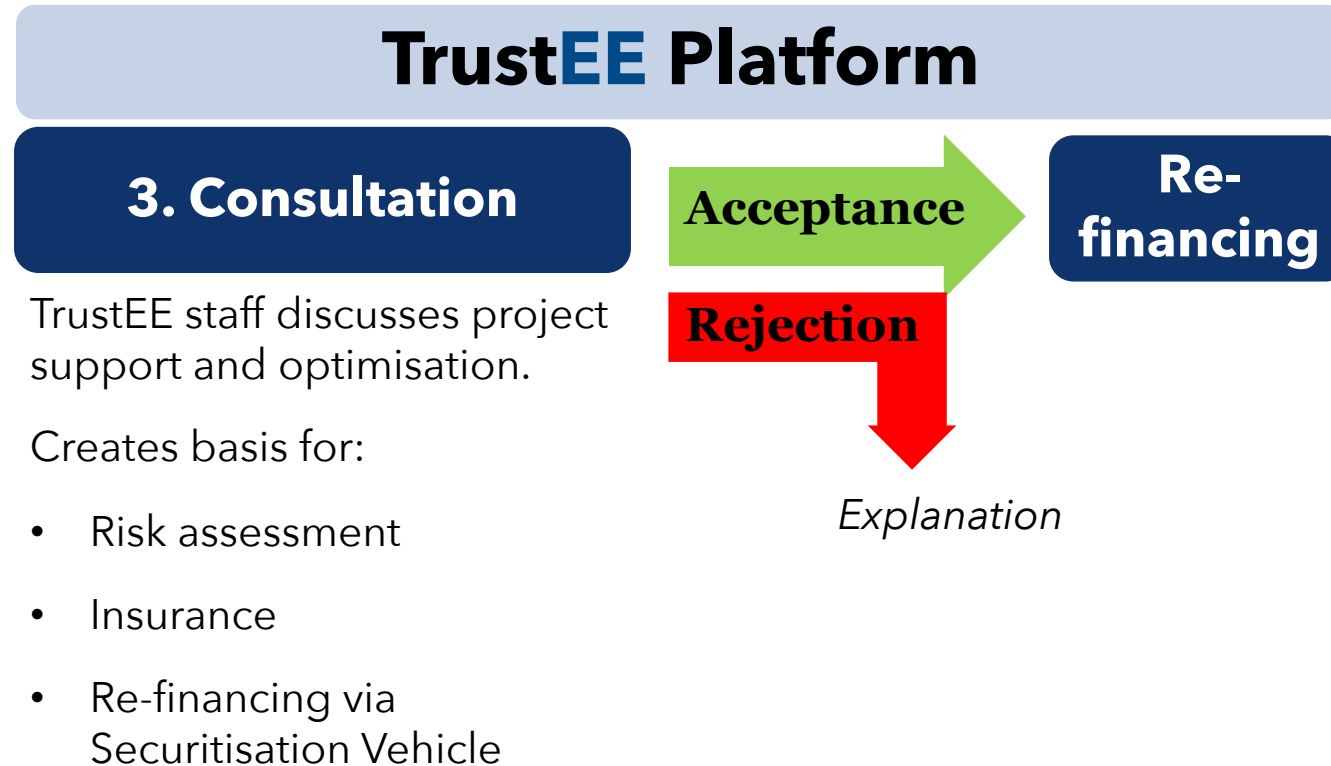 TrustEE Platform
3. Consultation
TrustEE staff discusses project
support and optimisation.
Creates basis for:
• Risk assessment
• Insurance
• Re-financing via
Securitisation Vehicle
Acceptance
Rejection
Explanation
Re-
financing